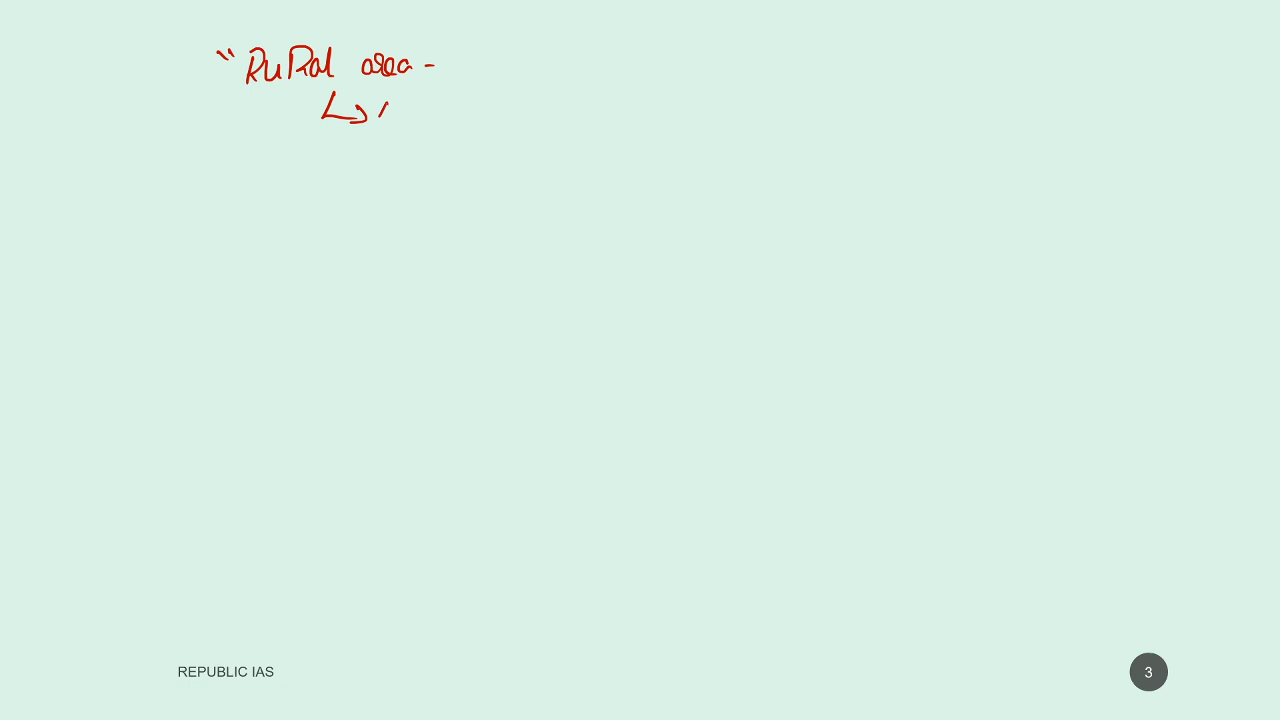 " RuRal area -
↳
REPUBLIC IAS
3